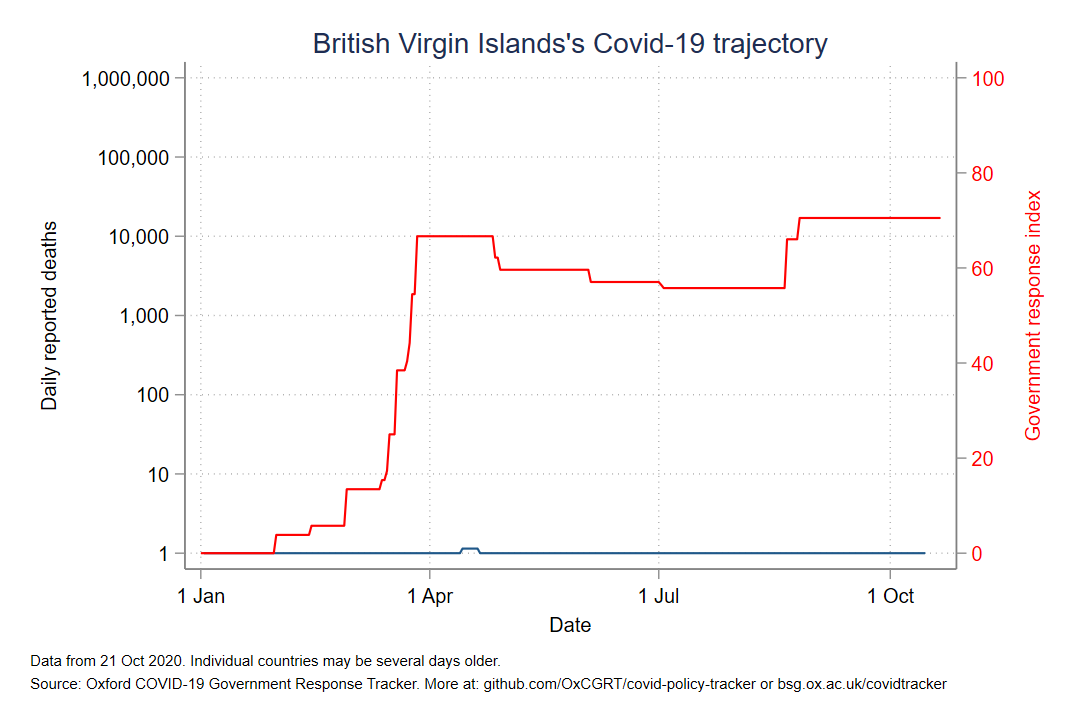 British Virgin Islands's Covid-19 trajectory
1,000,000
100,000
10,000
1,000
100
10
1
Daily reported deaths
100
80
60
40
20
0
Government response index
1 Jan
1 Apr
1 Jul
1 Oct
Date
Data from 21 Oct 2020. Individual countries may be several days older.
Source: Oxford COVID-19 Government Response Tracker. More at: github.com/OxCGRT/covid-policy-tracker or bsg.ox.ac.uk/covidtracker